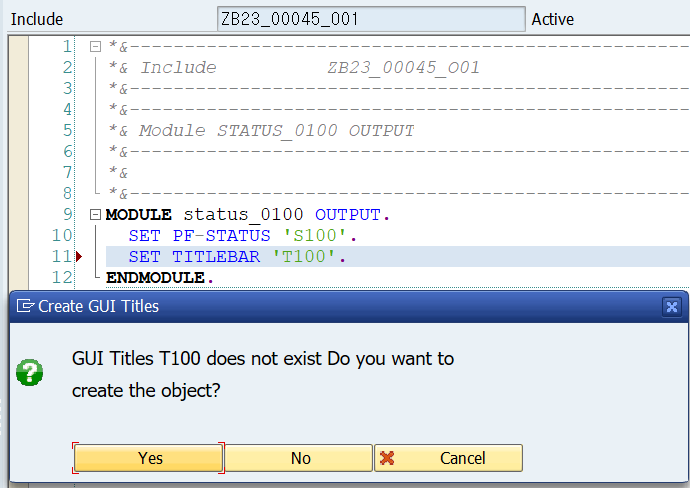 Include ZB23_00045_O01 Active
1 *&---------------------------------------------------------------
2 *& Include ZB23_00045_O01
3 *&---------------------------------------------------------------
4 *&---------------------------------------------------------------
5 *& Module STATUS_0100 OUTPUT
6 *&---------------------------------------------------------------
7 *&
8 *&---------------------------------------------------------------
9 MODULE status_0100 OUTPUT.
10 SET PF-STATUS 'S100'.
11 SET TITLEBAR 'T100'.
12 ENDMODULE.
Create GUI Titles
GUI Titles T100 does not exist Do you want to
create the object?
Yes No Cancel